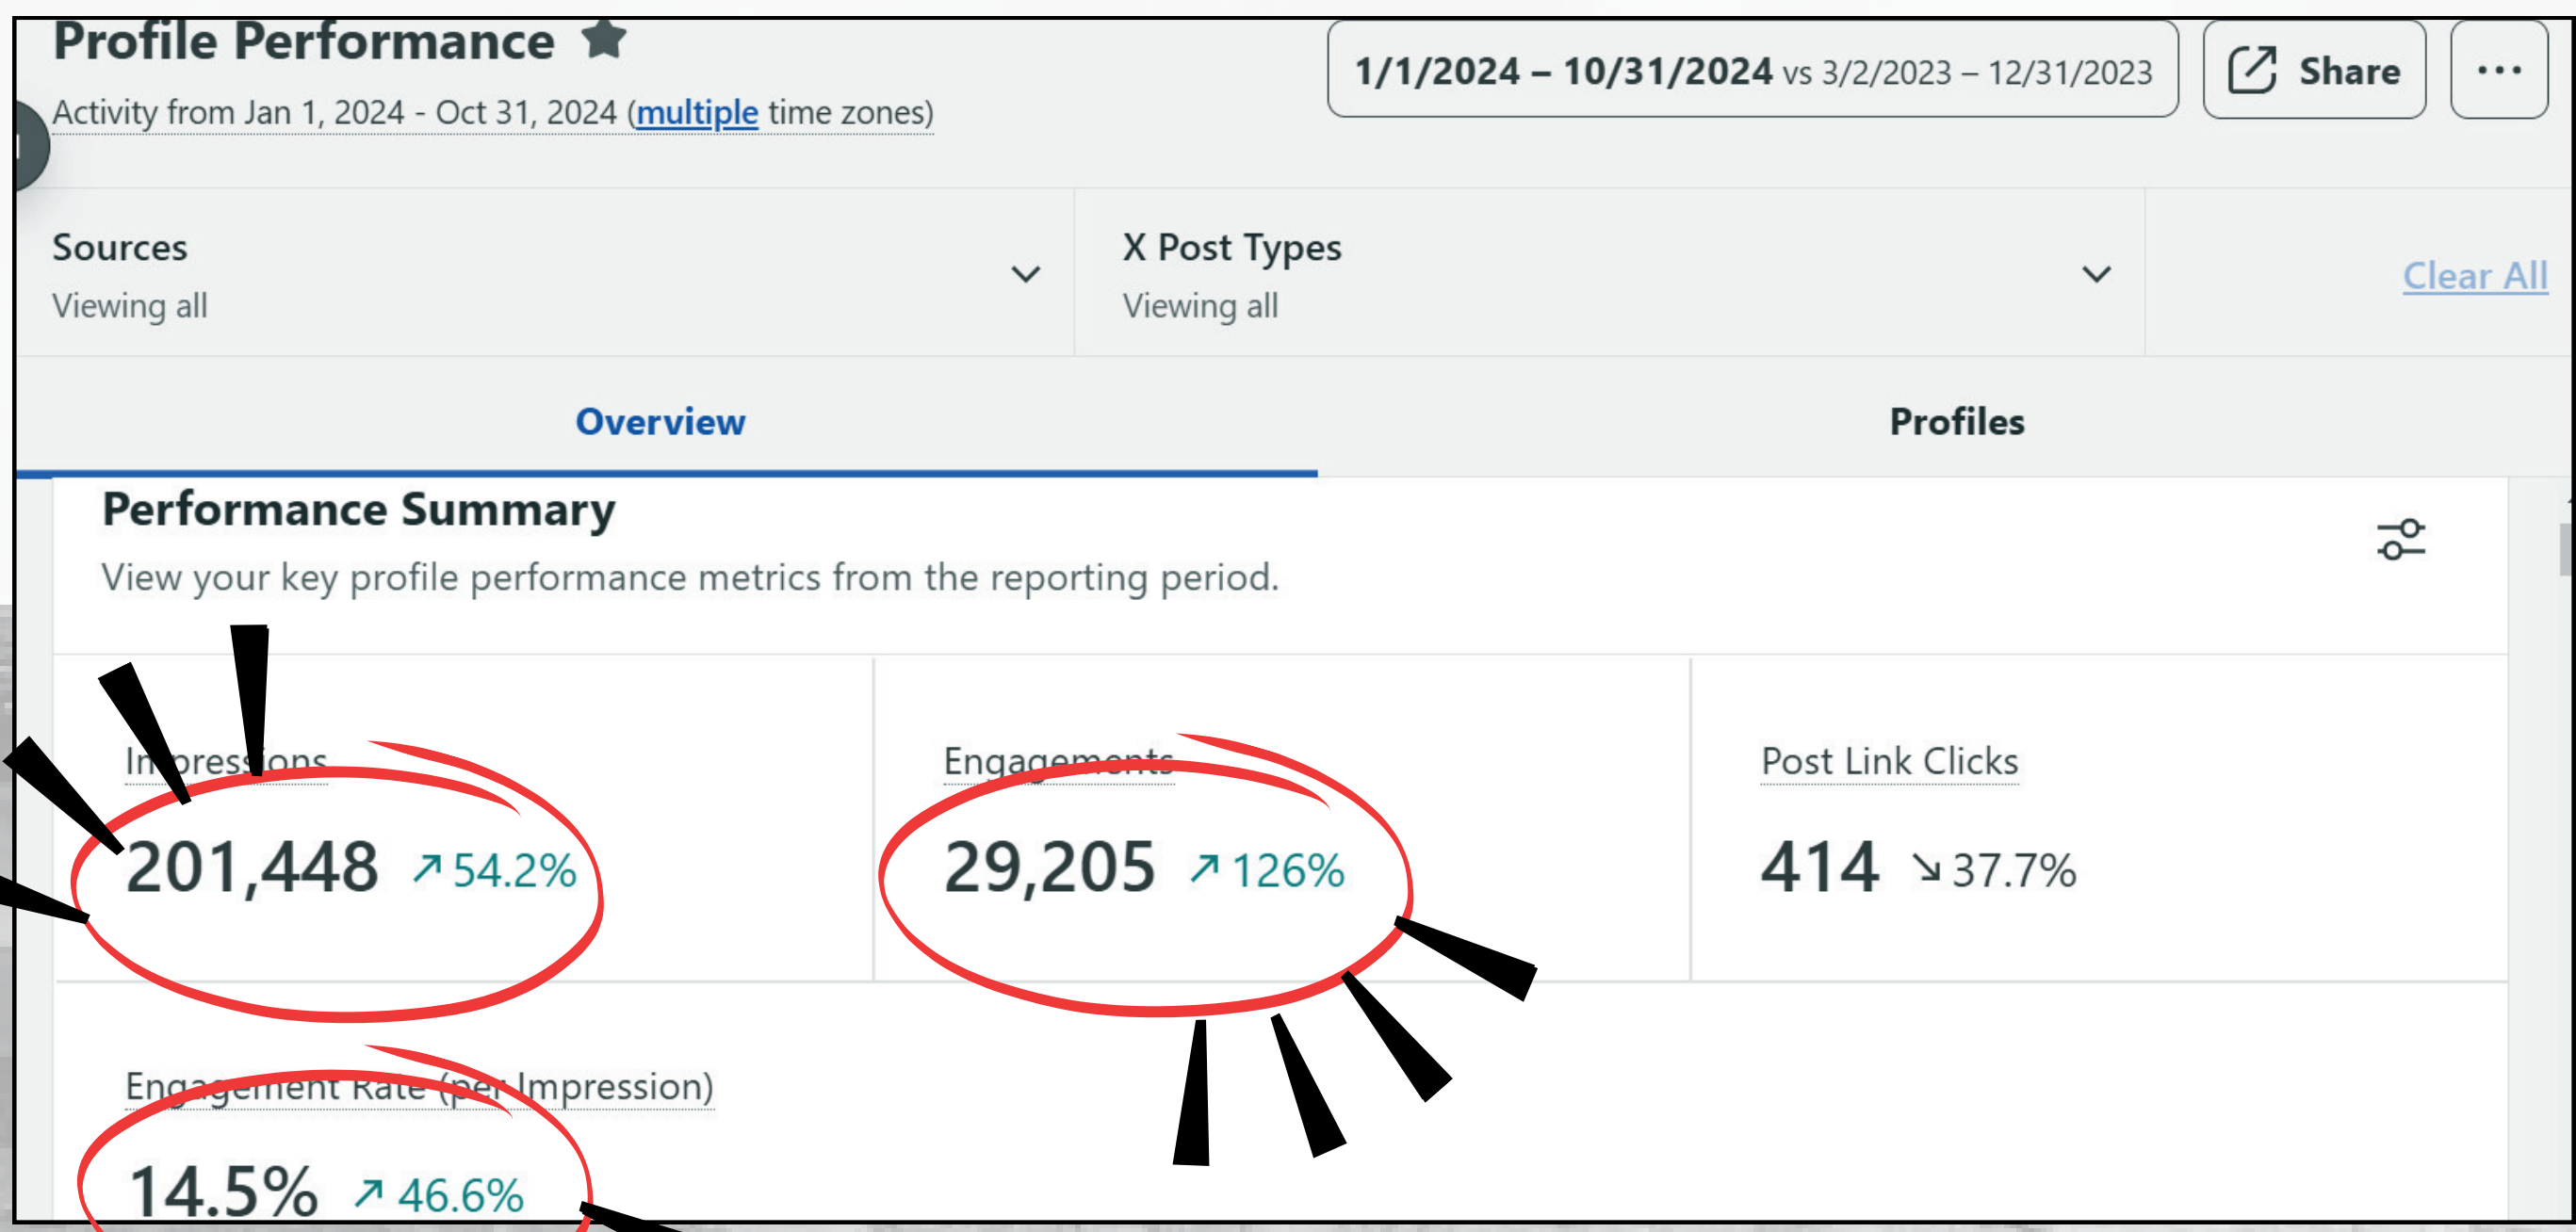 Profile Performance
1/1/2024 – 10/31/2024 vs 3/2/2023 – 12/31/2023
Share
Activity from Jan 1, 2024 - Oct 31, 2024 (multiple time zones)
Sources
Viewing all
X Post Types
Viewing all
Clear All
Overview
Profiles
Performance Summary
View your key profile performance metrics from the reporting period.
Impressions
201,448 ↗ 54.2%
Engagements
29,205 ↗ 126%
Post Link Clicks
414 ↘ 37.7%
Engagement Rate (per Impression)
14.5% ↗ 46.6%